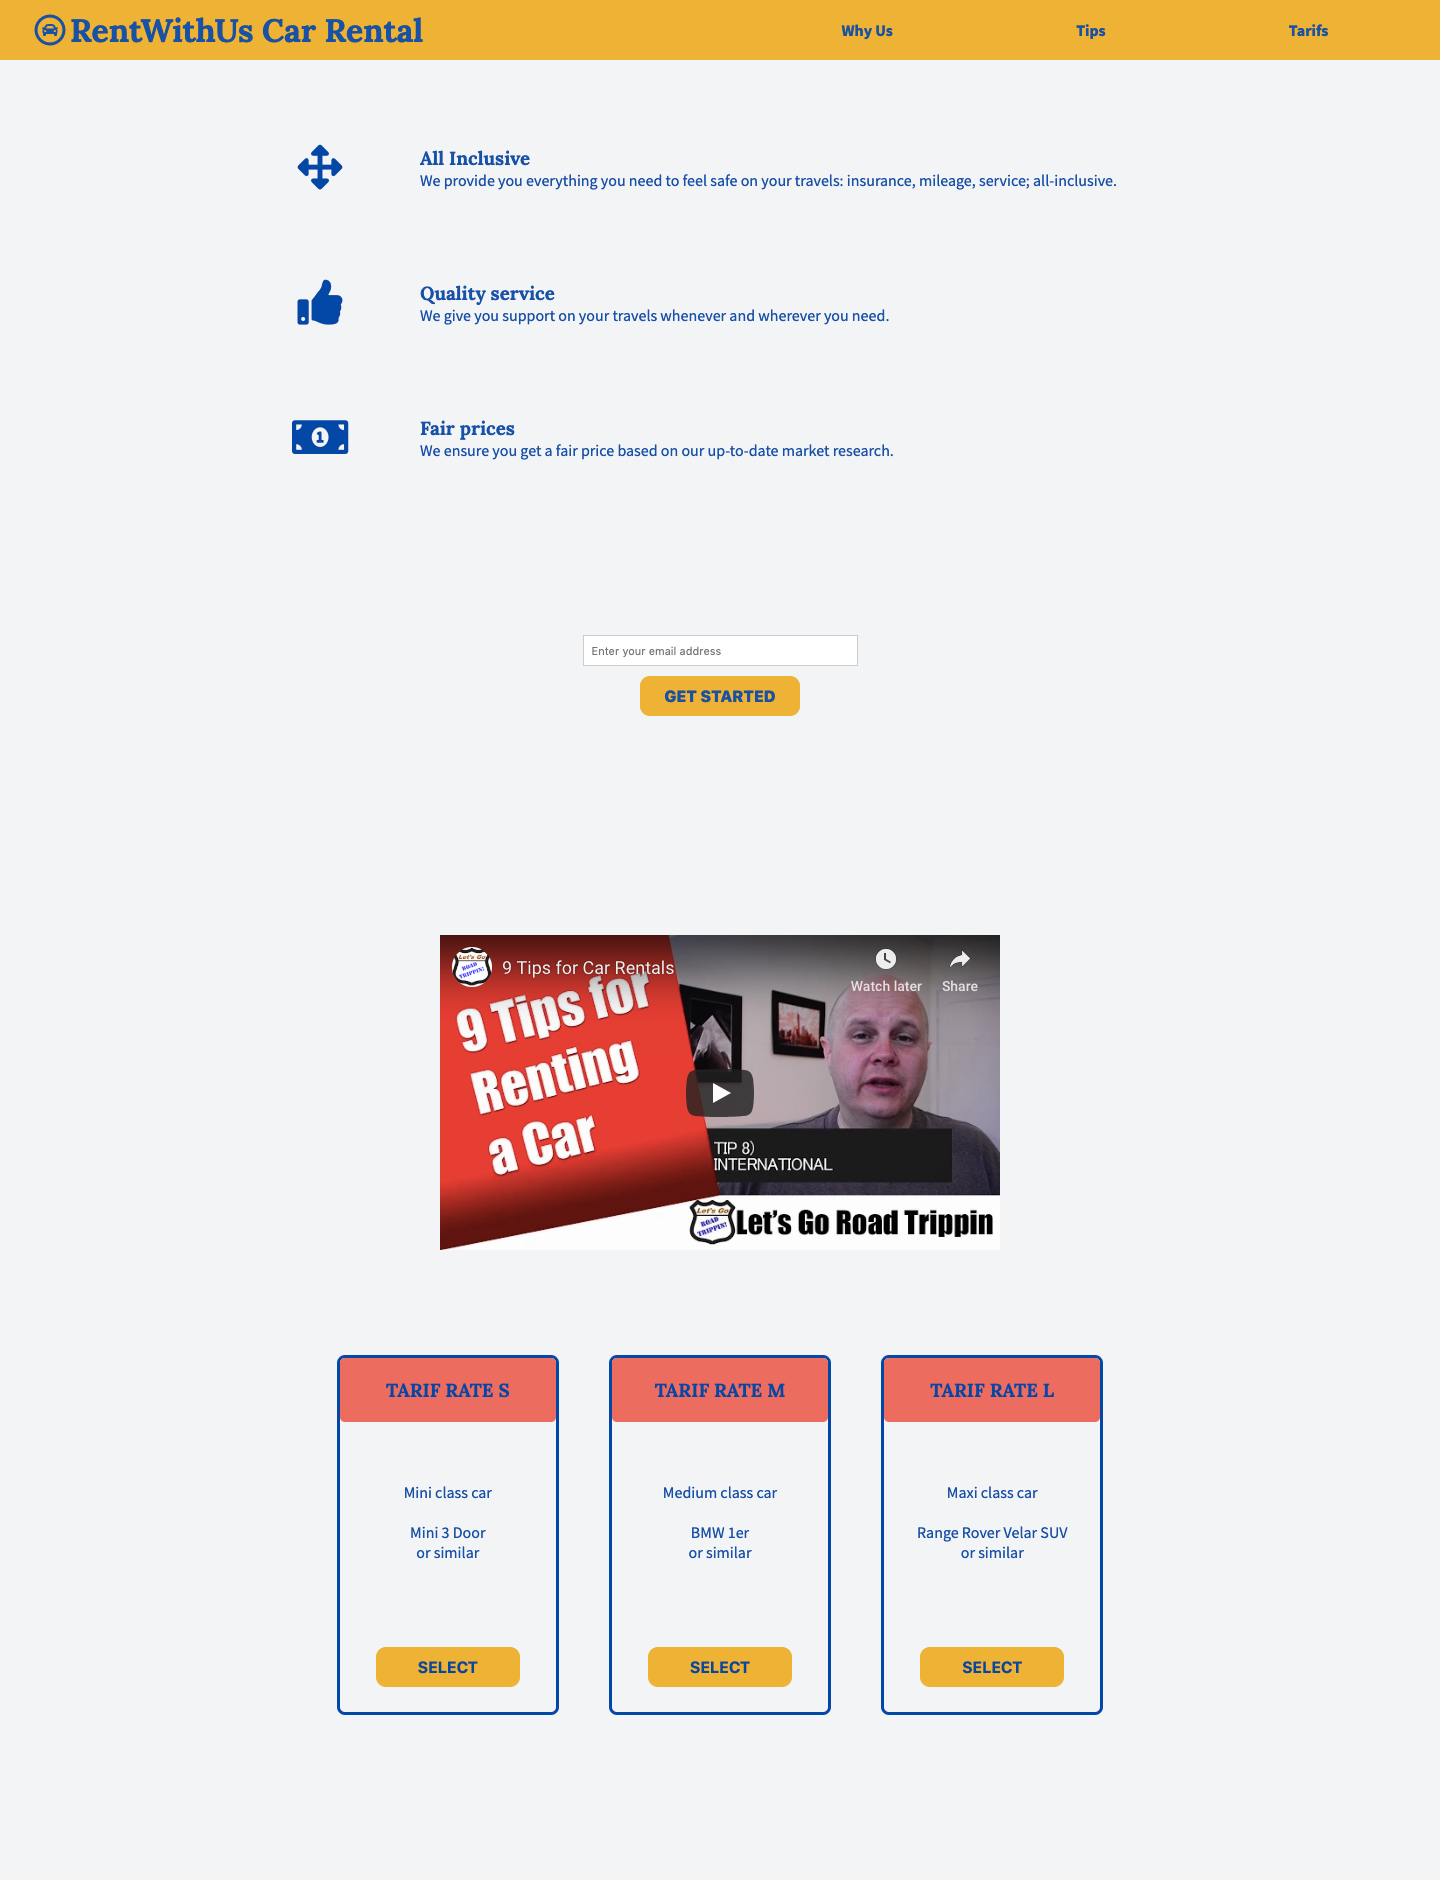 RentWithUs Car Rental
Why Us
Tips
Tarifs
All Inclusive
We provide you everything you need to feel safe on your travels: insurance, mileage, service; all-inclusive.
Quality service
We give you support on your travels whenever and wherever you need.
1
Fair prices
We ensure you get a fair price based on our up-to-date market research.
Enter your email address
GET STARTED
Let's Go
ROAD
TRIPPIN!
9 Tips for Car Rentals
Watch later
Share
9 Tips for
Renting
a Car
TIP 8)
INTERNATIONAL
Let's Go
ROAD
TRIPPIN!
Let's Go Road Trippin
TARIF RATE S
Mini class car
Mini 3 Door
or similar
SELECT
TARIF RATE M
Medium class car
BMW 1er
or similar
SELECT
TARIF RATE L
Maxi class car
Range Rover Velar SUV
or similar
SELECT